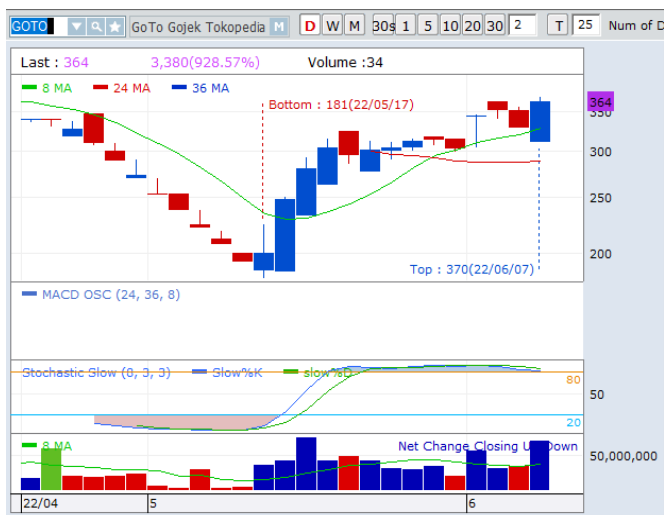 GOTO GoTo Gojek Tokopedia M D W M 30s 1 5 10 20 30 2 T 25 Num of D
Last : 364 3,380(928.57%) Volume :34
8 MA 24 MA 36 MA
Bottom : 181(22/05/17)
364
350
300
250
200
Top : 370(22/06/07)
MACD OSC (24, 36, 8)
Stochastic Slow (8, 3, 3) Slow%K slow%D
80
50
20
8 MA Net Change Closing Up Down
50,000,000
22/04 5 6